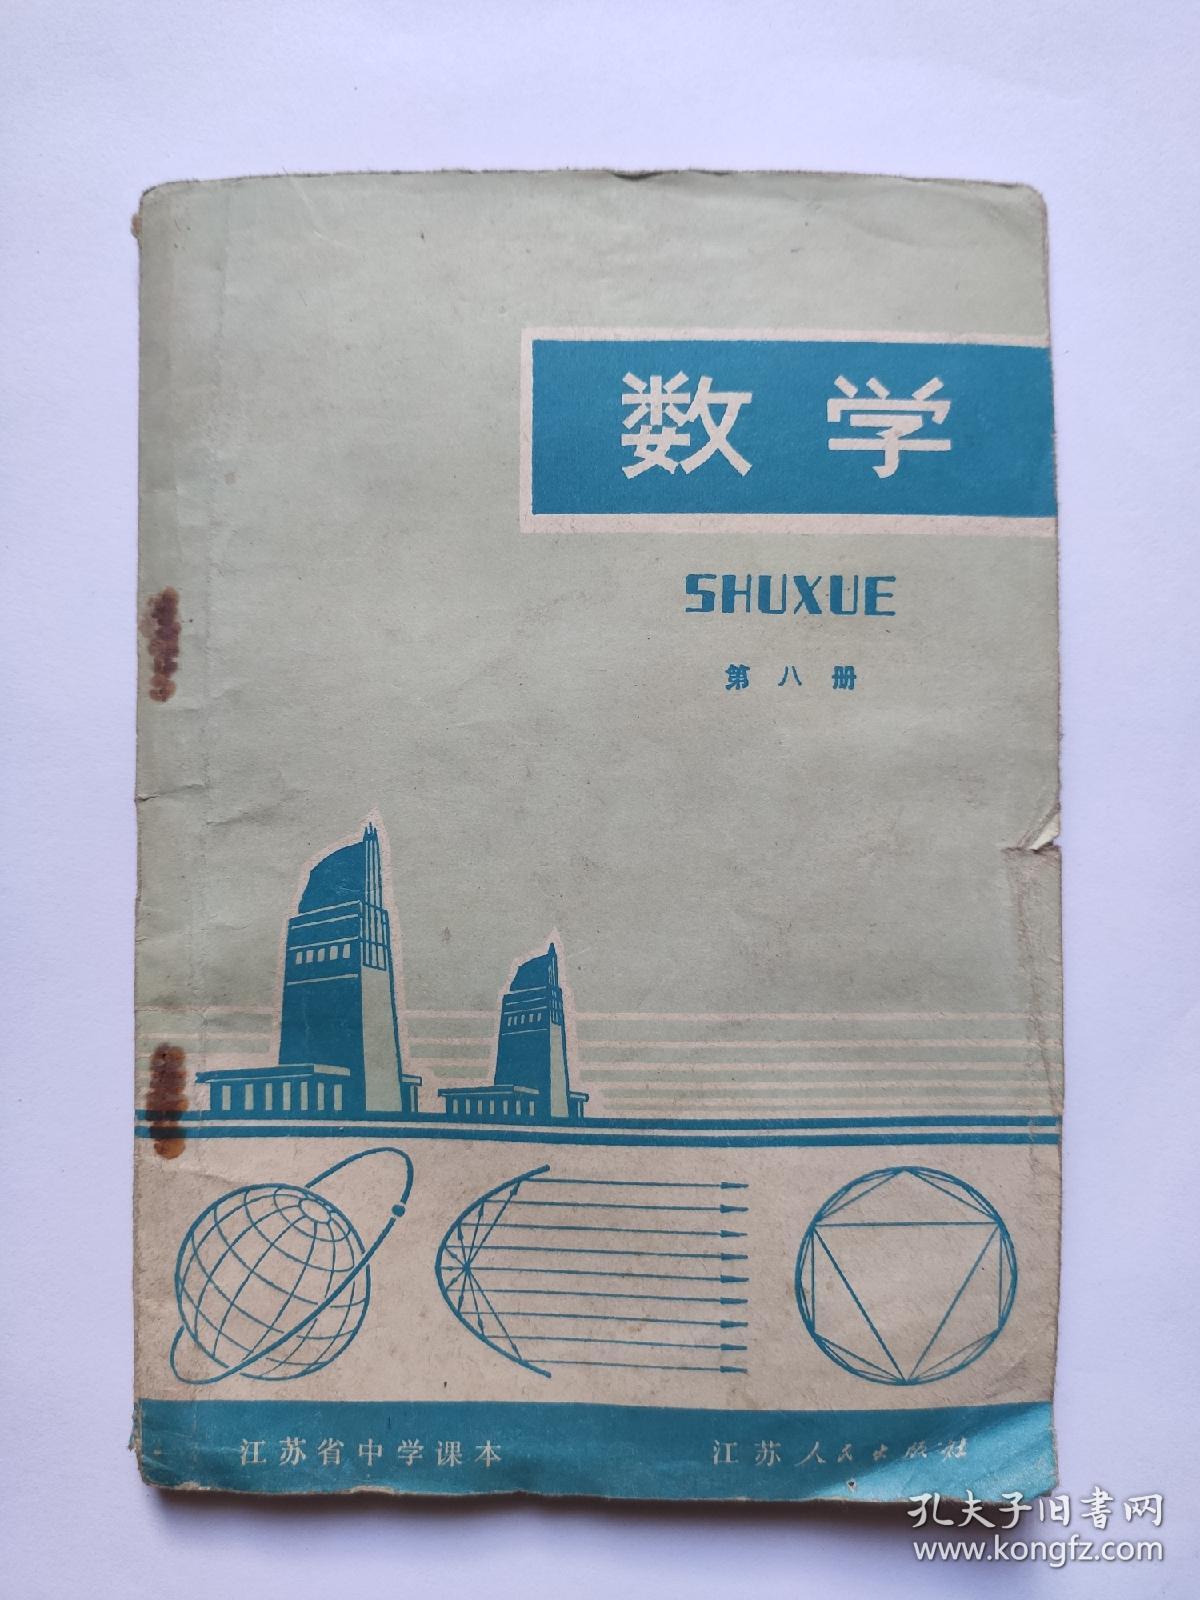 数学
SHUXUE
第八册
江苏省中学课本 江苏人民出版社
孔夫子旧书网
www.kongfz.com